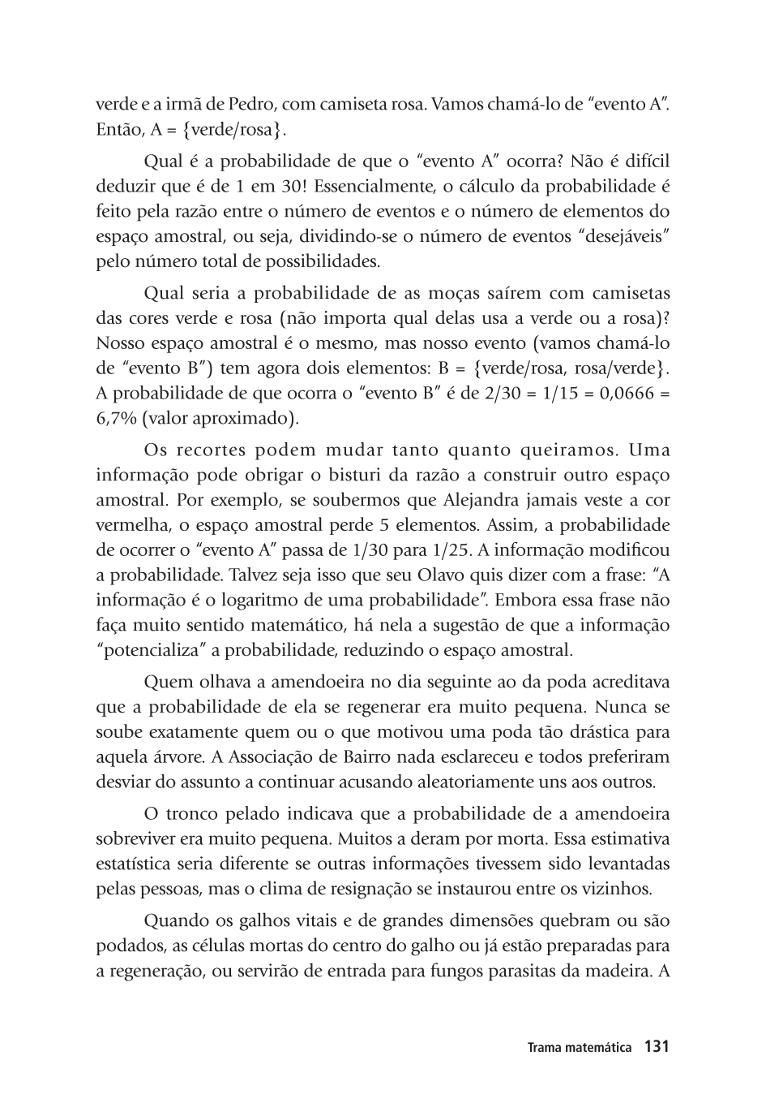 verde e a irmã de Pedro, com camiseta rosa. Vamos chamá-lo de “evento A”.
Então, A = {verde/rosa}.
Qual é a probabilidade de que o “evento A” ocorra? Não é difícil
deduzir que é de 1 em 30! Essencialmente, o cálculo da probabilidade é
feito pela razão entre o número de eventos e o número de elementos do
espaço amostral, ou seja, dividindo-se o número de eventos “desejáveis”
pelo número total de possibilidades.
Qual seria a probabilidade de as moças saírem com camisetas
das cores verde e rosa (não importa qual delas usa a verde ou a rosa)?
Nosso espaço amostral é o mesmo, mas nosso evento (vamos chamá-lo
de “evento B”) tem agora dois elementos: B = {verde/rosa, rosa/verde}.
A probabilidade de que ocorra o “evento B” é de 2/30 = 1/15 = 0,0666 =
6,7% (valor aproximado).
Os recortes podem mudar tanto quanto queiramos. Uma
informação pode obrigar o bisturi da razão a construir outro espaço
amostral. Por exemplo, se soubermos que Alejandra jamais veste a cor
vermelha, o espaço amostral perde 5 elementos. Assim, a probabilidade
de ocorrer o “evento A” passa de 1/30 para 1/25. A informação modificou
a probabilidade. Talvez seja isso que seu Olavo quis dizer com a frase: “A
informação é o logaritmo de uma probabilidade”. Embora essa frase não
faça muito sentido matemático, há nela a sugestão de que a informação
“potencializa” a probabilidade, reduzindo o espaço amostral.
Quem olhava a amendoeira no dia seguinte ao da poda acreditava
que a probabilidade de ela se regenerar era muito pequena. Nunca se
soube exatamente quem ou o que motivou uma poda tão drástica para
aquela árvore. A Associação de Bairro nada esclareceu e todos preferiram
desviar do assunto a continuar acusando aleatoriamente uns aos outros.
O tronco pelado indicava que a probabilidade de a amendoeira
sobreviver era muito pequena. Muitos a deram por morta. Essa estimativa
estatística seria diferente se outras informações tivessem sido levantadas
pelas pessoas, mas o clima de resignação se instaurou entre os vizinhos.
Quando os galhos vitais e de grandes dimensões quebram ou são
podados, as células mortas do centro do galho ou já estão preparadas para
a regeneração, ou servirão de entrada para fungos parasitas da madeira. A
Trama matemática 131